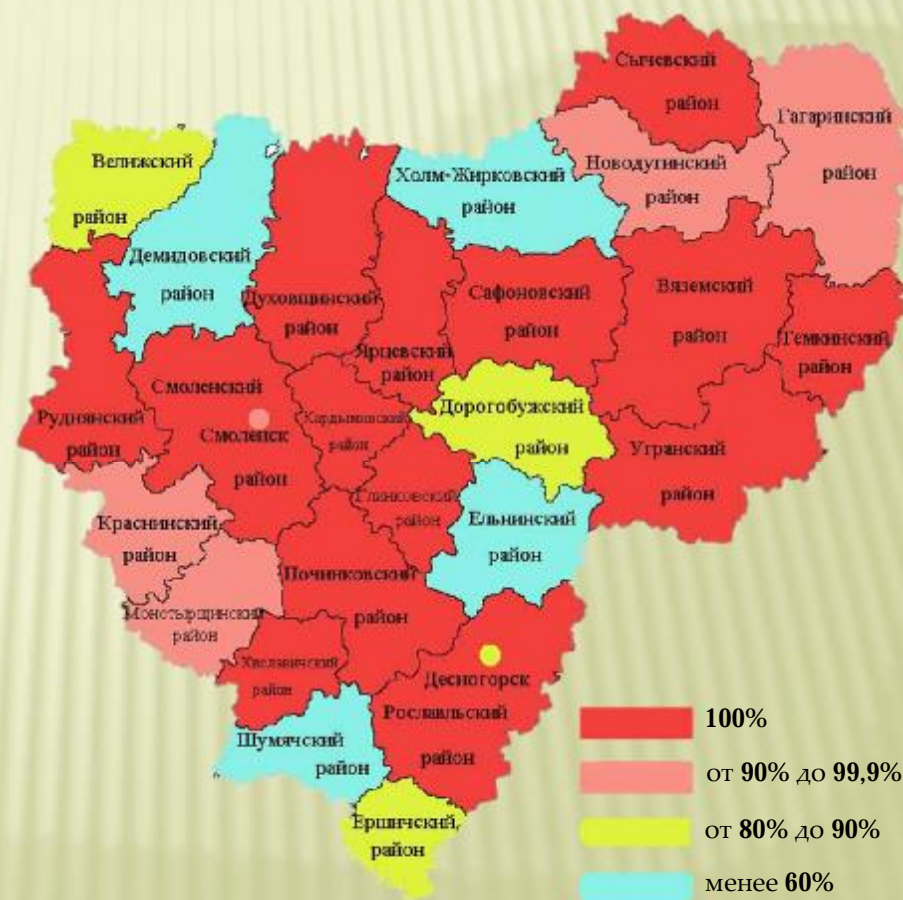 Сычевский
район
Гагаринский
район
Новодугинский
район
Холм-Жирковский
район
Велижский
район
Демидовский
район
Духовщинский
район
Ярцевский
район
Сафоновский
район
Вяземский
район
Темкинский
район
Угранский
район
Дорогобужский
район
Смоленский
Смоленск
район
Руднянский
район
Кардымовский
район
Глинковский
район
Ельнинский
район
Краснинский
район
Монстырщинский
район
Починковский
район
Хиславичский
район
Десногорск
Рославльский
район
Шумячский
район
Ершичский
район
100%
от 90% до 99,9%
от 80% до 90%
менее 60%